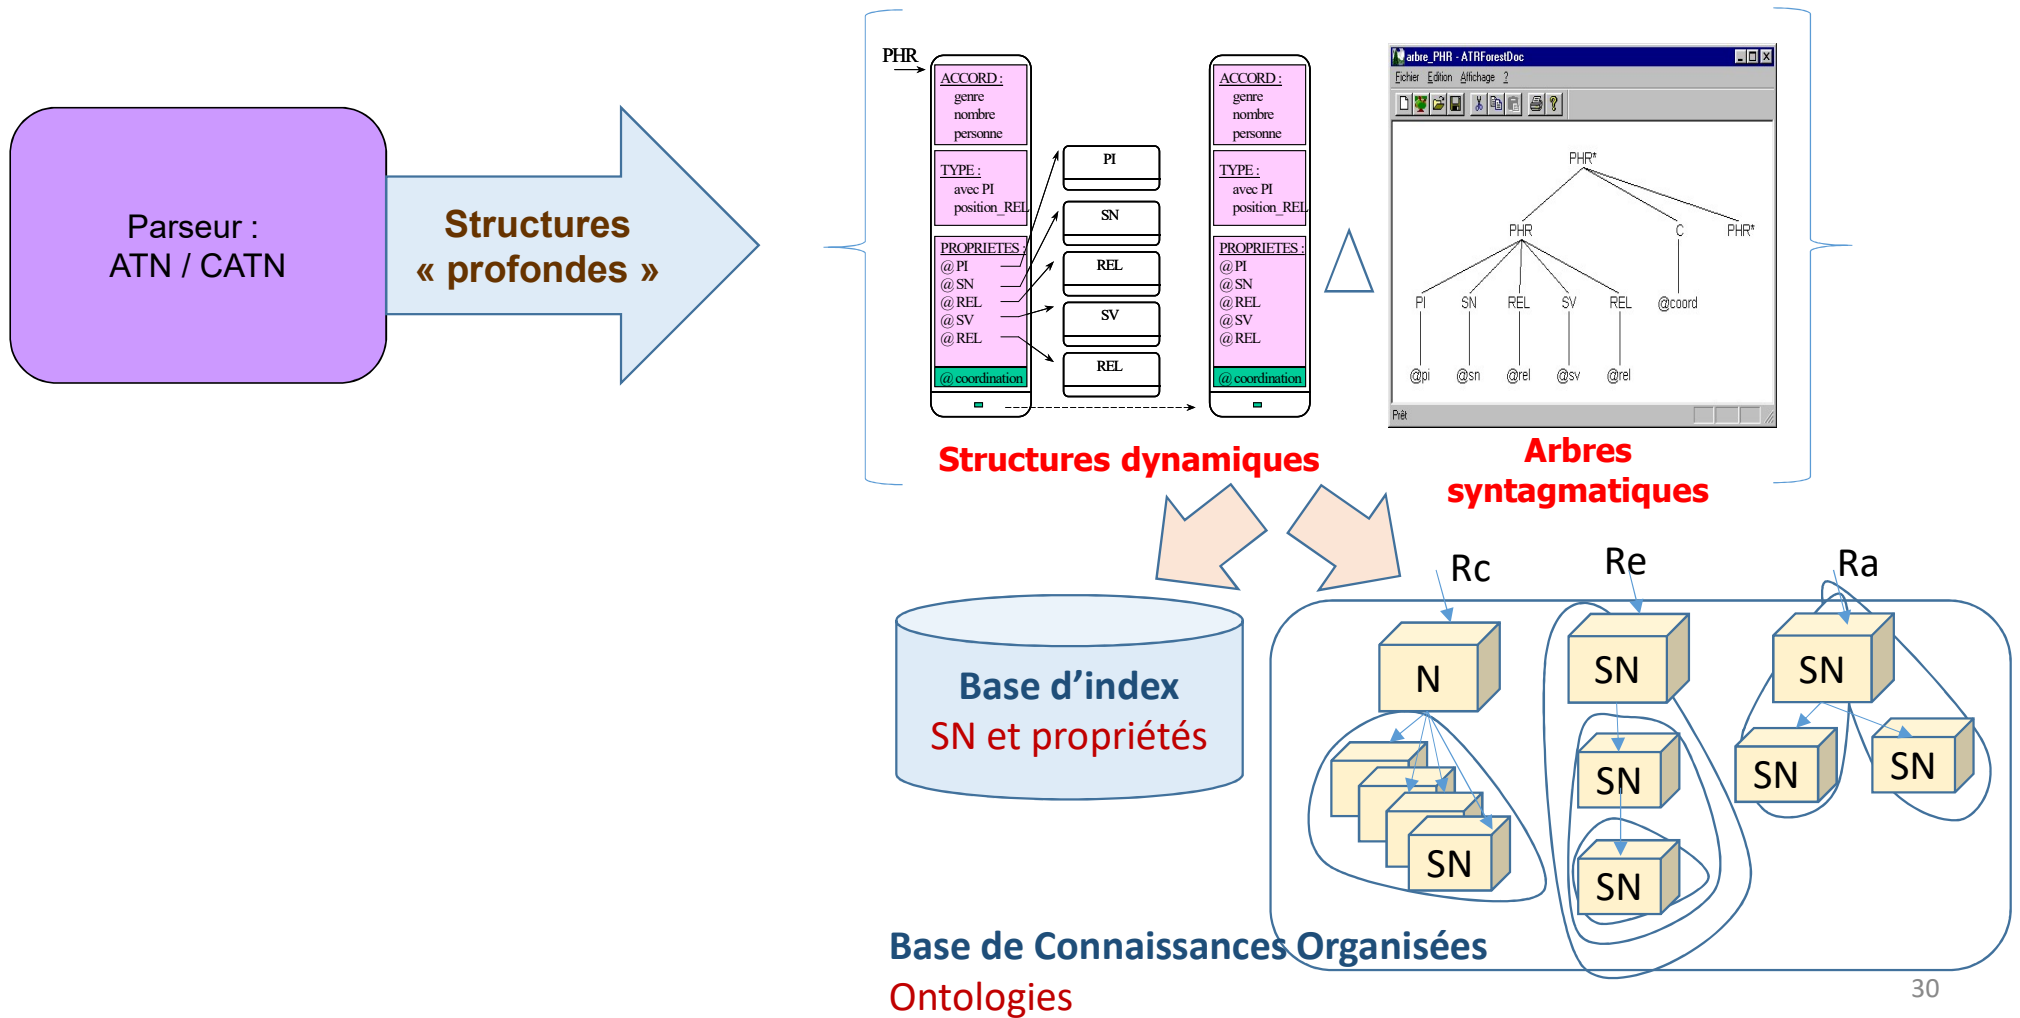 Parseur :
ATN / CATN
Structures
« profondes »
PHR
ACCORD :
genre
nombre
personne
TYPE :
avec PI
position_REL
PROPRIETES :
@PI
@SN
@REL
@SV
@REL
@coordination
PI
SN
REL
SV
REL
ACCORD :
genre
nombre
personne
TYPE :
avec PI
position_REL
PROPRIETES :
@PI
@SN
@REL
@SV
@REL
@coordination
Structures dynamiques
arbre_PHR - ATRForestDoc
Fichier Edition Affichage ?
PHR*
PHR C PHR*
PI SN REL SV REL @coord
@pi @sn @rel @sv @rel
Prêt
Arbres
syntagmatiques
Base d’index
SN et propriétés
Rc Re Ra
N SN SN
SN SN SN
SN SN
Base de Connaissances Organisées
Ontologies
30